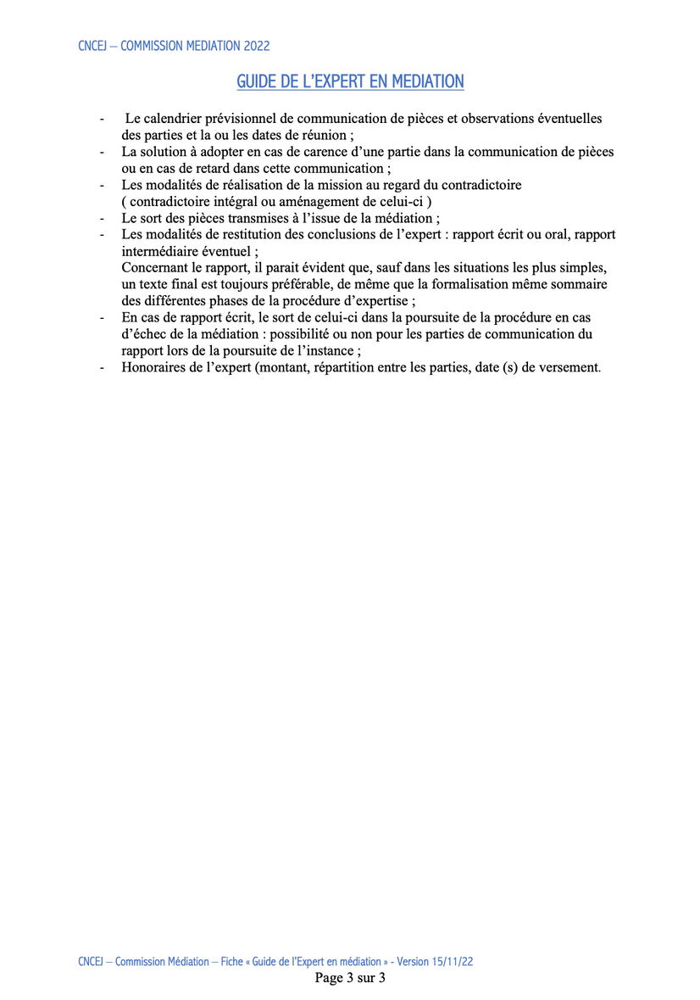 CNCEJ – COMMISSION MEDIATION 2022
GUIDE DE L’EXPERT EN MEDIATION
- Le calendrier prévisionnel de communication de pièces et observations éventuelles
des parties et la ou les dates de réunion ;
- La solution à adopter en cas de carence d’une partie dans la communication de pièces
ou en cas de retard dans cette communication ;
- Les modalités de réalisation de la mission au regard du contradictoire
( contradictoire intégral ou aménagement de celui-ci )
- Le sort des pièces transmises à l’issue de la médiation ;
- Les modalités de restitution des conclusions de l’expert : rapport écrit ou oral, rapport
intermédiaire éventuel ;
Concernant le rapport, il parait évident que, sauf dans les situations les plus simples,
un texte final est toujours préférable, de même que la formalisation même sommaire
des différentes phases de la procédure d’expertise ;
- En cas de rapport écrit, le sort de celui-ci dans la poursuite de la procédure en cas
d’échec de la médiation : possibilité ou non pour les parties de communication du
rapport lors de la poursuite de l’instance ;
- Honoraires de l’expert (montant, répartition entre les parties, date (s) de versement.
CNCEJ – Commission Médiation – Fiche « Guide de l’Expert en médiation » - Version 15/11/22
Page 3 sur 3